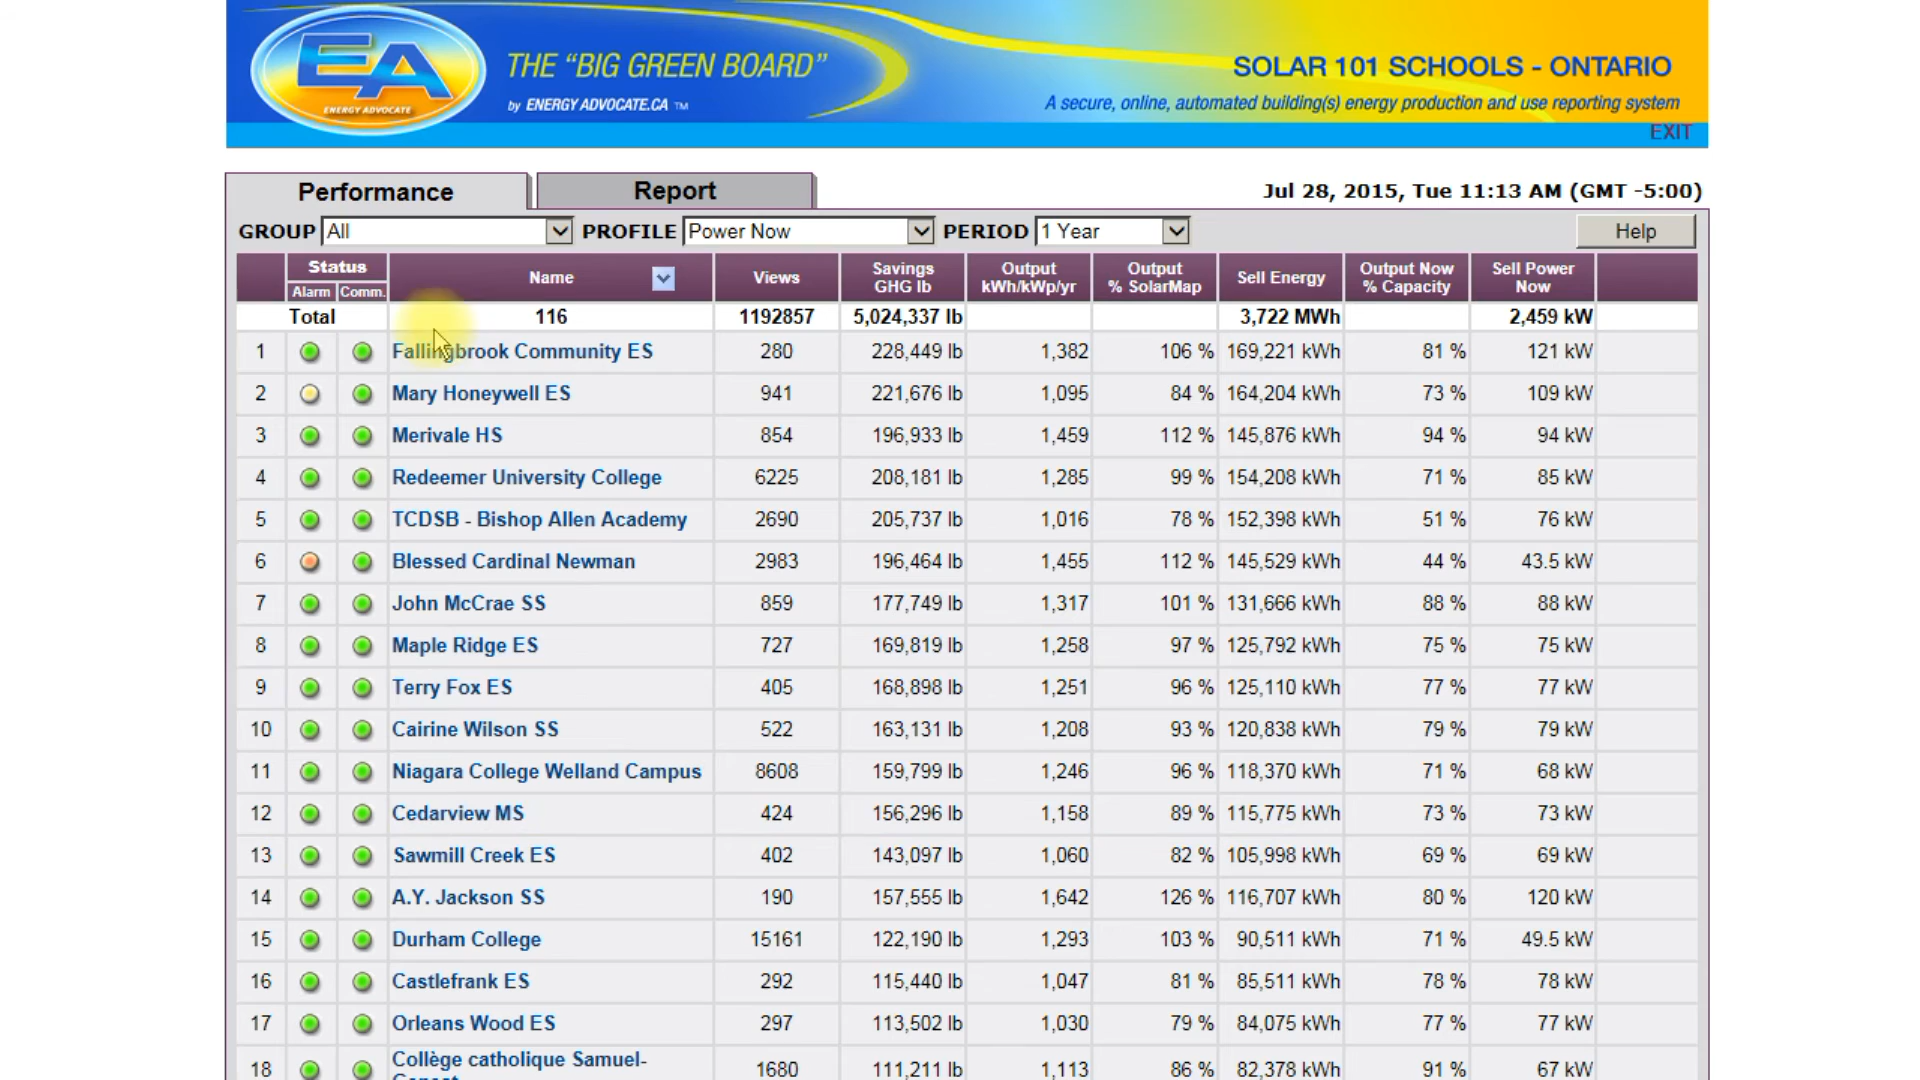 EA
ENERGY ADVOCATE
THE “BIG GREEN BOARD”
by ENERGY ADVOCATE.CA ™
SOLAR 101 SCHOOLS - ONTARIO
A secure, online, automated building(s) energy production and use reporting system
EXIT
Performance Report Jul 28, 2015, Tue 11:13 AM (GMT -5:00)
GROUP All PROFILE Power Now PERIOD 1 Year Help
Status Name Views Savings GHG lb Output kWh/kWp/yr Output % SolarMap Sell Energy Output Now % Capacity Sell Power Now
Alarm Comm.
Total 116 1192857 5,024,337 lb 3,722 MWh 2,459 kW
1 Fallingbrook Community ES 280 228,449 lb 1,382 106 % 169,221 kWh 81 % 121 kW
2 Mary Honeywell ES 941 221,676 lb 1,095 84 % 164,204 kWh 73 % 109 kW
3 Merivale HS 854 196,933 lb 1,459 112 % 145,876 kWh 94 % 94 kW
4 Redeemer University College 6225 208,181 lb 1,285 99 % 154,208 kWh 71 % 85 kW
5 TCDSB - Bishop Allen Academy 2690 205,737 lb 1,016 78 % 152,398 kWh 51 % 76 kW
6 Blessed Cardinal Newman 2983 196,464 lb 1,455 112 % 145,529 kWh 44 % 43.5 kW
7 John McCrae SS 859 177,749 lb 1,317 101 % 131,666 kWh 88 % 88 kW
8 Maple Ridge ES 727 169,819 lb 1,258 97 % 125,792 kWh 75 % 75 kW
9 Terry Fox ES 405 168,898 lb 1,251 96 % 125,110 kWh 77 % 77 kW
10 Cairine Wilson SS 522 163,131 lb 1,208 93 % 120,838 kWh 79 % 79 kW
11 Niagara College Welland Campus 8608 159,799 lb 1,246 96 % 118,370 kWh 71 % 68 kW
12 Cedarview MS 424 156,296 lb 1,158 89 % 115,775 kWh 73 % 73 kW
13 Sawmill Creek ES 402 143,097 lb 1,060 82 % 105,998 kWh 69 % 69 kW
14 A.Y. Jackson SS 190 157,555 lb 1,642 126 % 116,707 kWh 80 % 120 kW
15 Durham College 15161 122,190 lb 1,293 103 % 90,511 kWh 71 % 49.5 kW
16 Castlefrank ES 292 115,440 lb 1,047 81 % 85,511 kWh 78 % 78 kW
17 Orleans Wood ES 297 113,502 lb 1,030 79 % 84,075 kWh 77 % 77 kW
18 Collège catholique Samuel- 1680 111,211 lb 1,113 86 % 82,378 kWh 91 % 67 kW